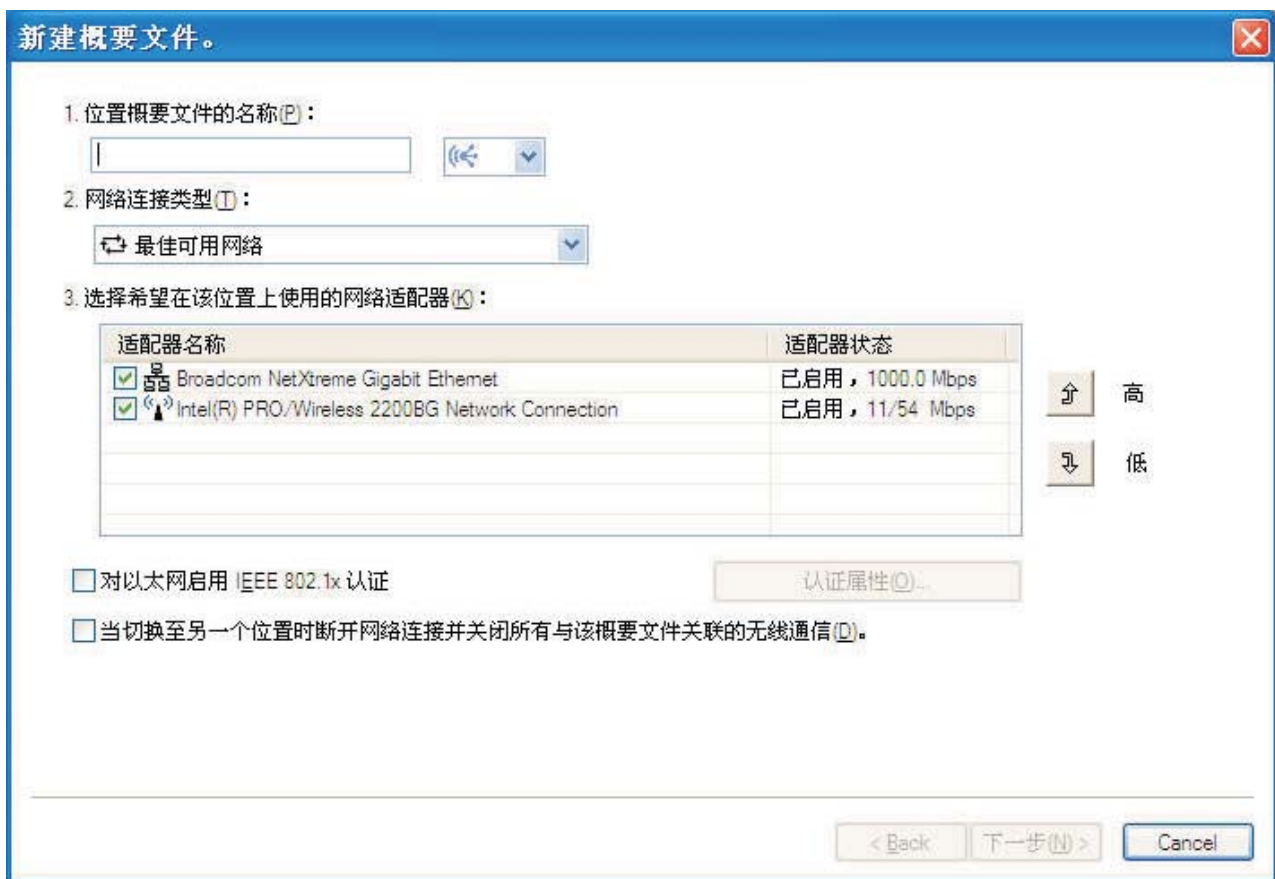 新建概要文件。
1. 位置概要文件的名称(P)：
2. 网络连接类型(T)：
最佳可用网络
3. 选择希望在该位置上使用的网络适配器(K)：
适配器名称 适配器状态
Broadcom NetXtreme Gigabit Ethernet 已启用，1000.0 Mbps
Intel(R) PRO/Wireless 2200BG Network Connection 已启用，11/54 Mbps
高
低
对以太网启用 IEEE 802.1x 认证 认证属性(O)...
当切换至另一个位置时断开网络连接并关闭所有与该概要文件关联的无线通信(D)。
< Back 下一步(N) > Cancel